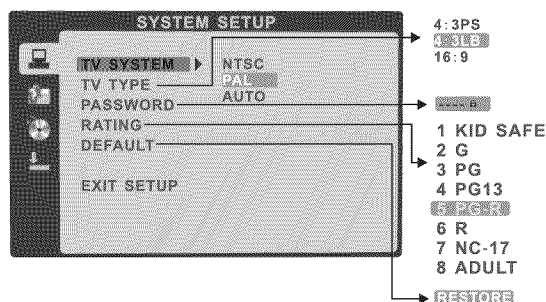 SYSTEM SETUP
TV SYSTEM
TV TYPE
PASSWORD
RATING
DEFAULT
EXIT SETUP
NTSC
PAL
AUTO
4:3PS
4:3LB
16:9
----
1 KID SAFE
2 G
3 PG
4 PG13
5 PG-R
6 R
7 NC-17
8 ADULT
RESTORE